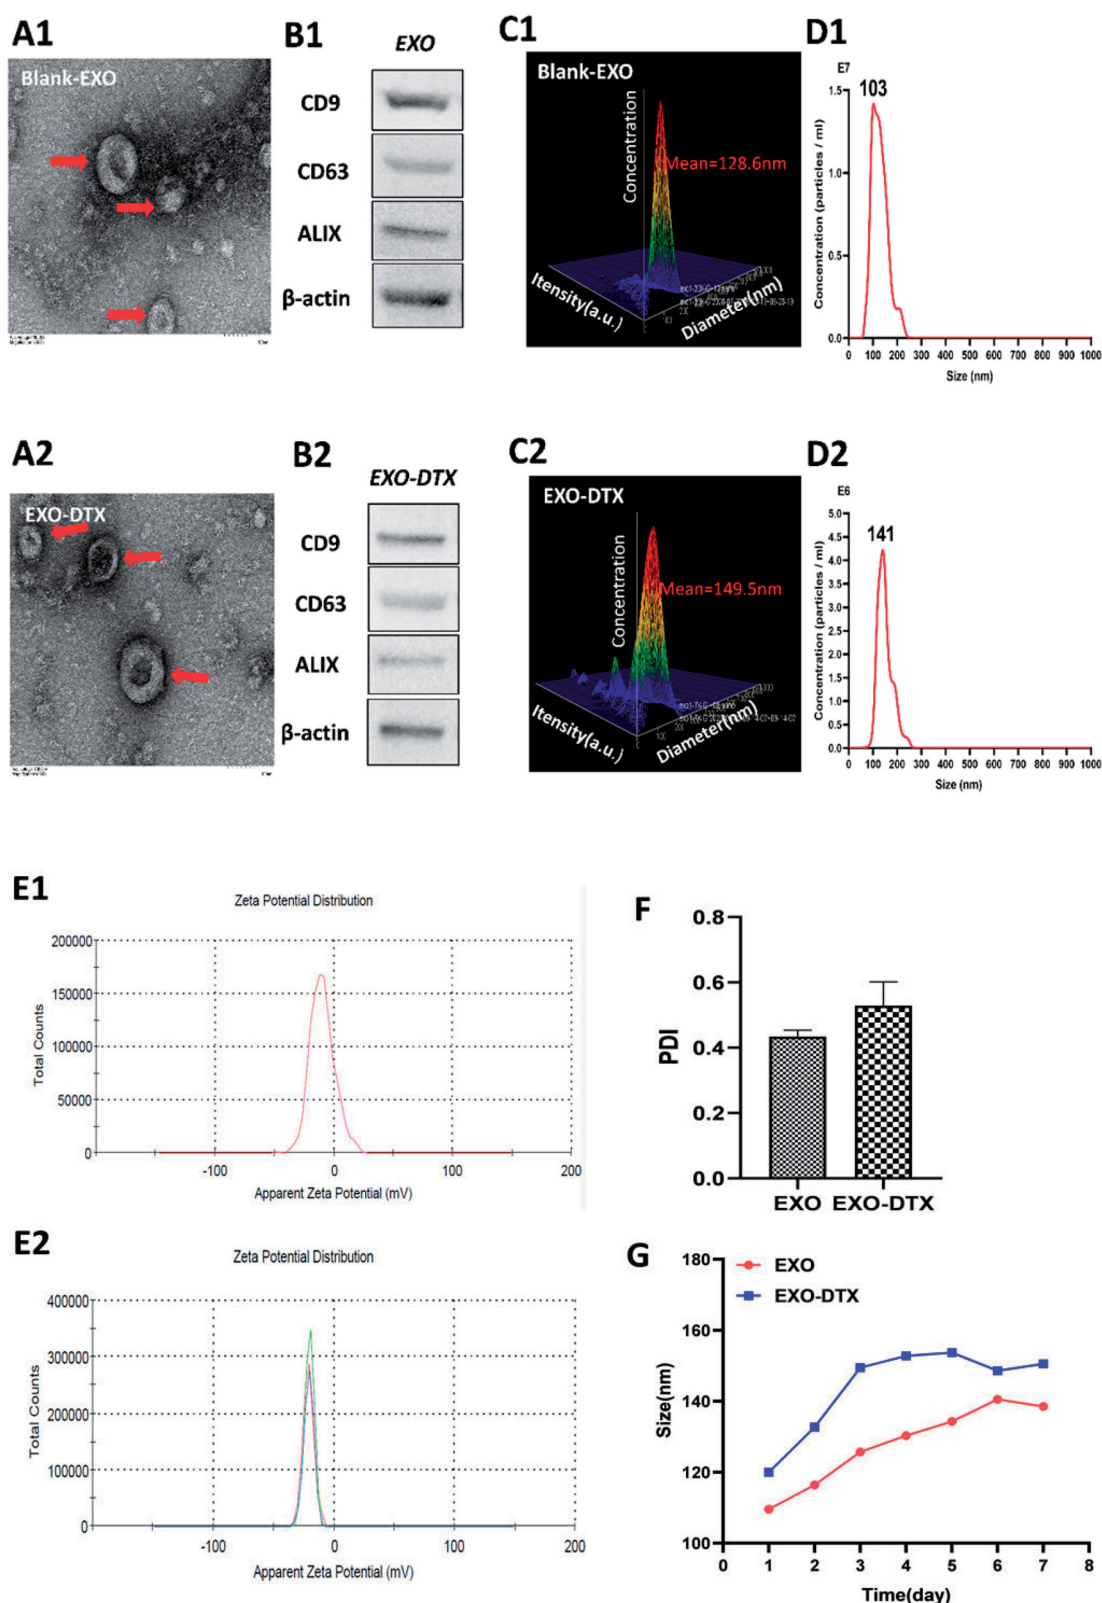 A1
Blank-EXO
B1
EXO
CD9
CD63
ALIX
β-actin
C1
Blank-EXO
Concentration
Mean=128.6nm
Itensity(a.u.)
Diameter(nm)
D1
E7
103
Concentration (particles / ml)
1.5
1.0
0.5
0.0
0 100 200 300 400 500 600 700 800 900 1000
Size (nm)
A2
EXO-DTX
B2
EXO-DTX
CD9
CD63
ALIX
β-actin
C2
EXO-DTX
Concentration
Mean=149.5nm
Itensity(a.u.)
Diameter(nm)
D2
E6
141
Concentration (particles / ml)
5.0
4.5
4.0
3.5
3.0
2.5
2.0
1.5
1.0
0.5
0.0
0 100 200 300 400 500 600 700 800 900 1000
Size (nm)
E1
Zeta Potential Distribution
Total Counts
200000
150000
100000
50000
0
-100 0 100 200
Apparent Zeta Potential (mV)
F
PDI
0.8
0.6
0.4
0.2
0.0
EXO EXO-DTX
E2
Zeta Potential Distribution
Total Counts
400000
300000
200000
100000
0
-100 0 100 200
Apparent Zeta Potential (mV)
G
EXO
EXO-DTX
Size(nm)
180
160
140
120
100
0 1 2 3 4 5 6 7 8
Time(day)